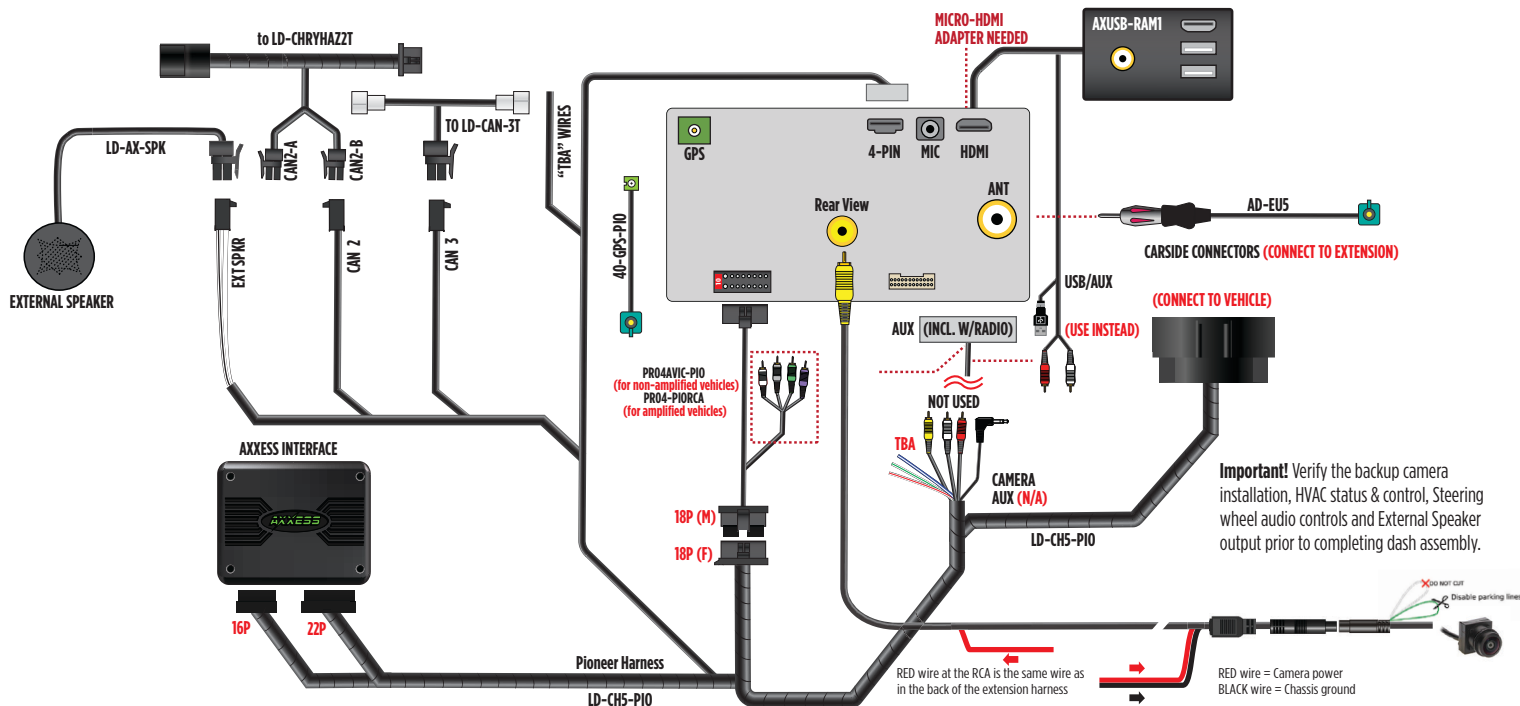 to LD-CHRYHAZ2T
MICRO-HDMI
ADAPTER NEEDED
AXUSB-RAM1
LD-AX-SPK
CAN2-A
CAN2-B
TO LD-CAN-3T
"TBA" WIRES
GPS
4-PIN
MIC
HDMI
ANT
Rear View
AD-EU5
CARSIDE CONNECTORS (CONNECT TO EXTENSION)
EXTERNAL SPEAKER
EXT SPKR
CAN 2
CAN 3
40-GPS-PIO
USB/AUX
(CONNECT TO VEHICLE)
AUX (INCL. W/RADIO)
(USE INSTEAD)
PRO4AVIC-PIO
(for non-amplified vehicles)
PRO4-PIORCA
(for amplified vehicles)
NOT USED
TBA
CAMERA
AUX (N/A)
AXXESS INTERFACE
AXXESS
18P (M)
18P (F)
LD-CH5-PIO
Important! Verify the backup camera
installation, HVAC status & control, Steering
wheel audio controls and External Speaker
output prior to completing dash assembly.
DO NOT CUT
Disable parking lines
16P
22P
Pioneer Harness
LD-CH5-PIO
RED wire at the RCA is the same wire as
in the back of the extension harness
RED wire = Camera power
BLACK wire = Chassis ground